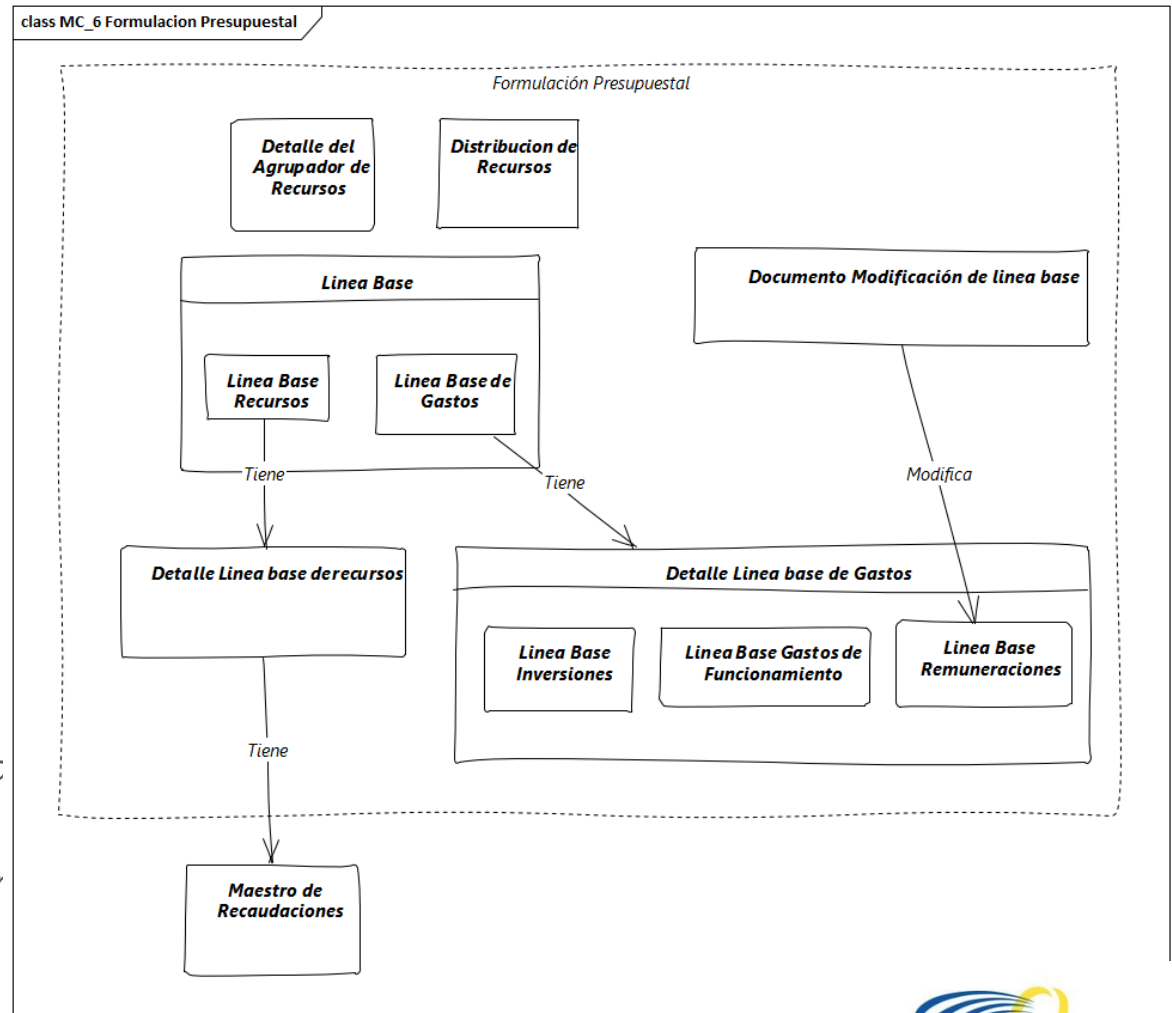 class MC_6 Formulacion Presupuestal
Formulación Presupuestal
Detalle del
Agrupador de
Recursos
Distribucion de
Recursos
Linea Base
Documento Modificación de linea base
Linea Base
Recursos
Linea Base de
Gastos
Tiene
Tiene
Modifica
Detalle Linea base de recursos
Detalle Linea base de Gastos
Linea Base
Inversiones
Linea Base Gastos de
Funcionamiento
Linea Base
Remuneraciones
Tiene
Maestro de
Recaudaciones